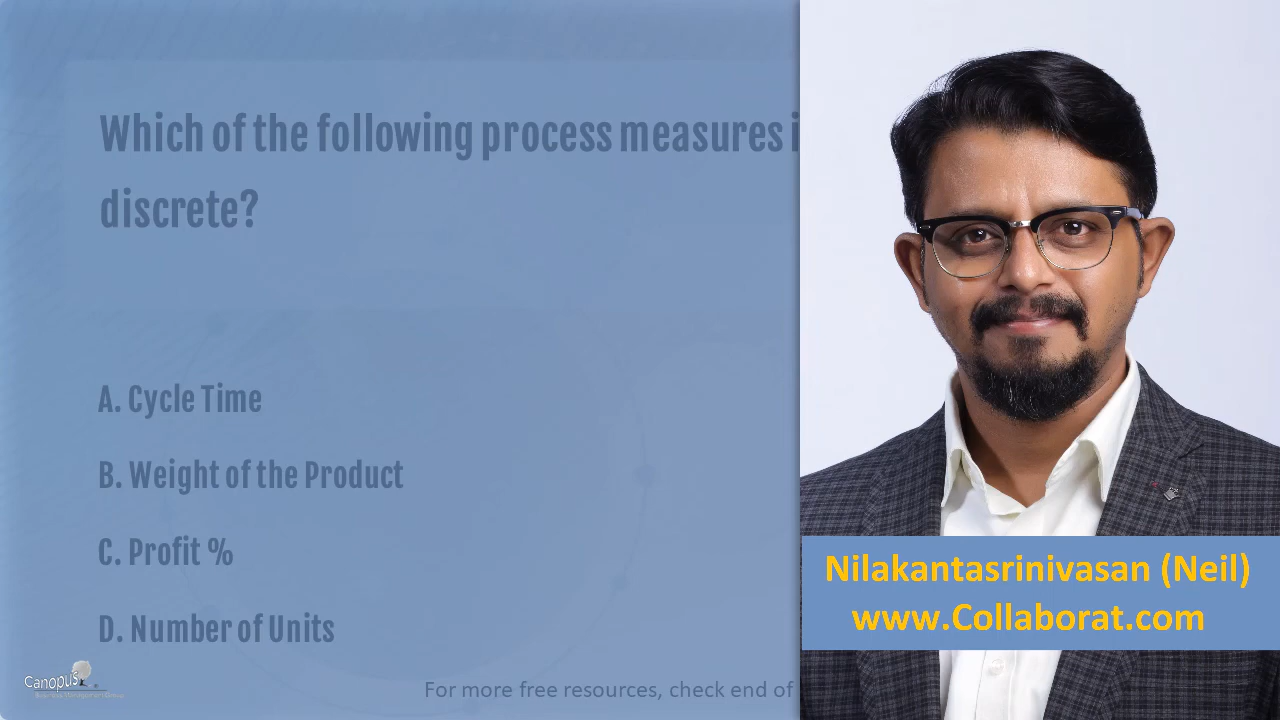 Which of the following process measures i
discrete?
A. Cycle Time
B. Weight of the Product
C. Profit %
D. Number of Units
Nilakantasrinivasan (Neil)
www.Collaborat.com
Canopus
For more free resources, check end of